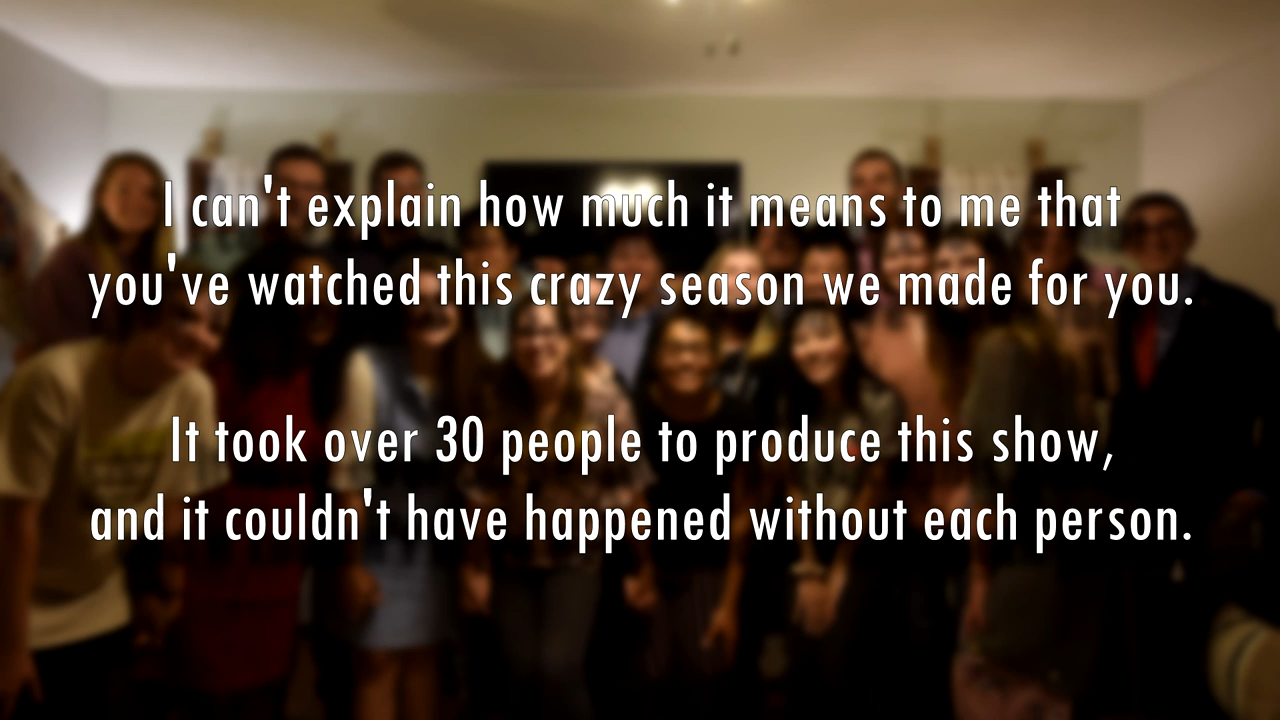 I can't explain how much it means to me that
you've watched this crazy season we made for you.
It took over 30 people to produce this show,
and it couldn't have happened without each person.